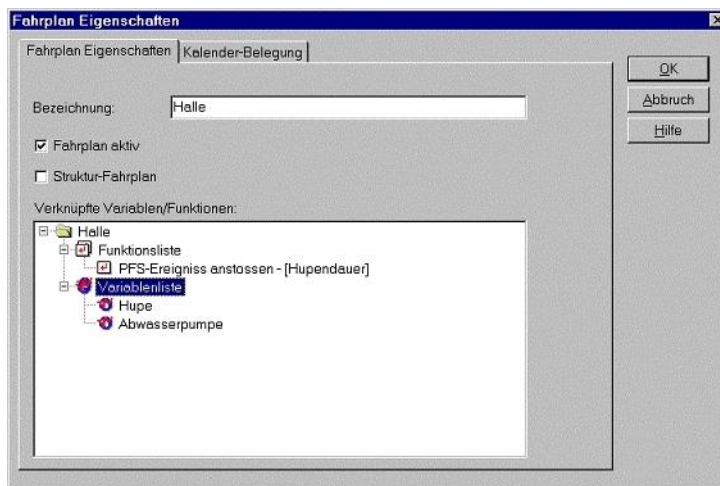 Fahrplan Eigenschaften
Fahrplan Eigenschaften Kalender-Belegung
OK
Abbruch
Hilfe
Bezeichnung: Halle
Fahrplan aktiv
Struktur-Fahrplan
Verknüpfte Variablen/Funktionen:
Halle
Funktionsliste
PFS-Ereigniss anstossen - [Hupendauer]
Variablenliste
Hupe
Abwasserpumpe